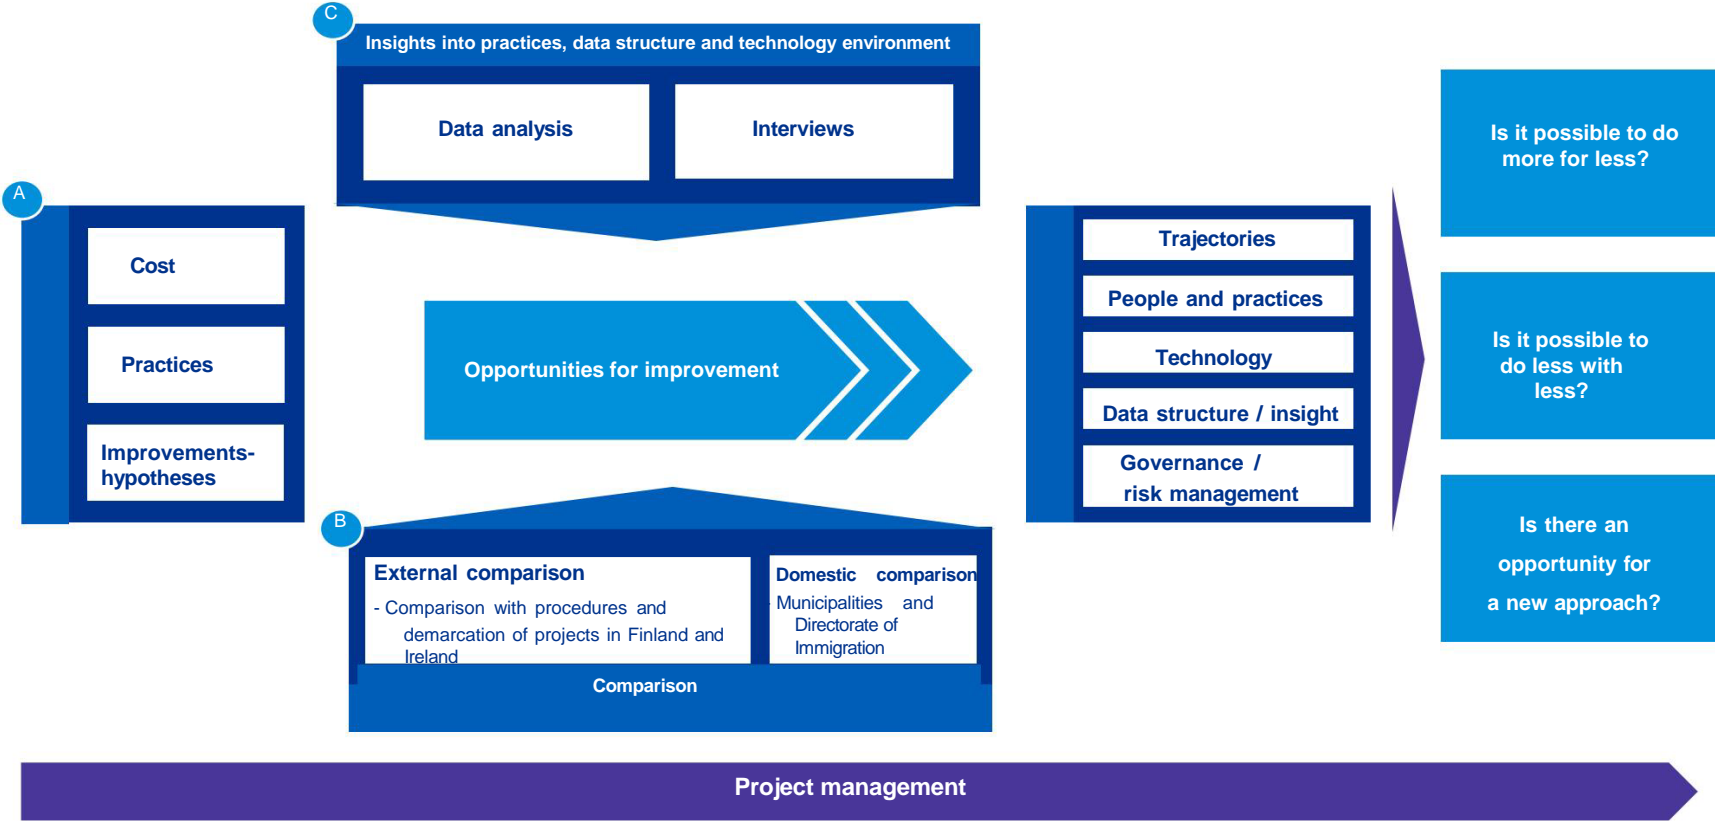 C
Insights into practices, data structure and technology environment
Data analysis
Interviews
A
Cost
Practices
Improvements-
hypotheses
Opportunities for improvement
B
External comparison
- Comparison with procedures and
demarcation of projects in Finland and
Ireland
Domestic comparison
- Municipalities and
Directorate of
Immigration
Comparison
Trajectories
People and practices
Technology
Data structure / insight
Governance /
risk management
Is it possible to do
more for less?
Is it possible to
do less with
less?
Is there an
opportunity for
a new approach?
Project management